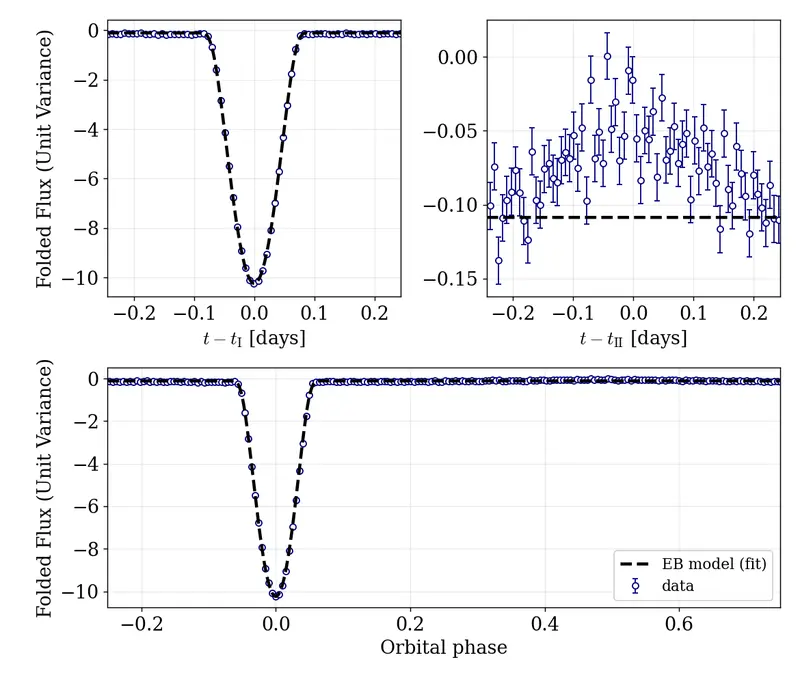 Folded Flux (Unit Variance)
0
−2
−4
−6
−8
−10
−0.2 −0.1 0.0 0.1 0.2
t − t_I [days]
0.00
−0.05
−0.10
−0.15
−0.2 −0.1 0.0 0.1 0.2
t − t_II [days]
Folded Flux (Unit Variance)
0
−2
−4
−6
−8
−10
EB model (fit)
data
−0.2 0.0 0.2 0.4 0.6
Orbital phase